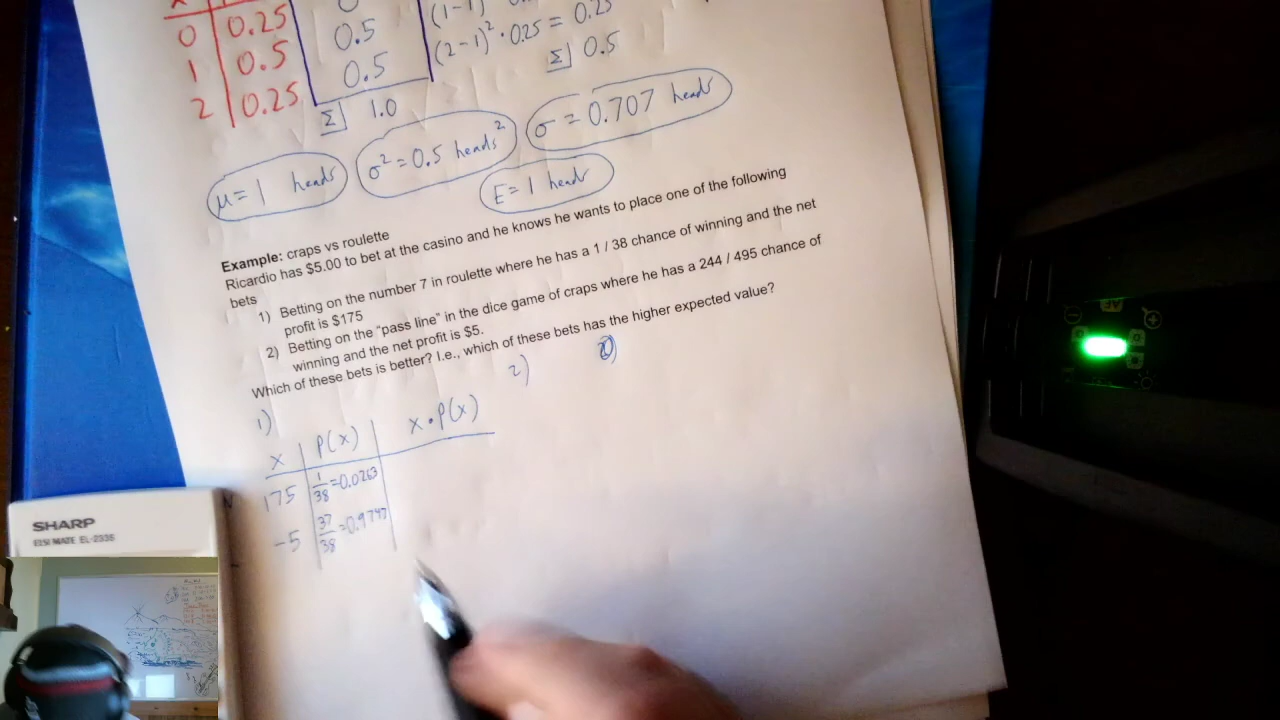 0 0.25 0
1 0.5 0.5
2 0.25 0.5
Σ 1.0
(1-1)
(2-1)² · 0.25 = 0.25
Σ 0.5
μ = 1 heads
σ² = 0.5 heads²
σ = 0.707 heads
E = 1 heads
Example: craps vs roulette
Ricardio has $5.00 to bet at the casino and he knows he wants to place one of the following
bets
1) Betting on the number 7 in roulette where he has a 1 / 38 chance of winning and the net
profit is $175
2) Betting on the "pass line" in the dice game of craps where he has a 244 / 495 chance of
winning and the net profit is $5.
Which of these bets is better? I.e., which of these bets has the higher expected value?
1)
2)
x P(x) x·P(x)
175 1/38 =0.0263
-5 37/38 =0.9737
SHARP
ELSI MATE EL-2335
AF